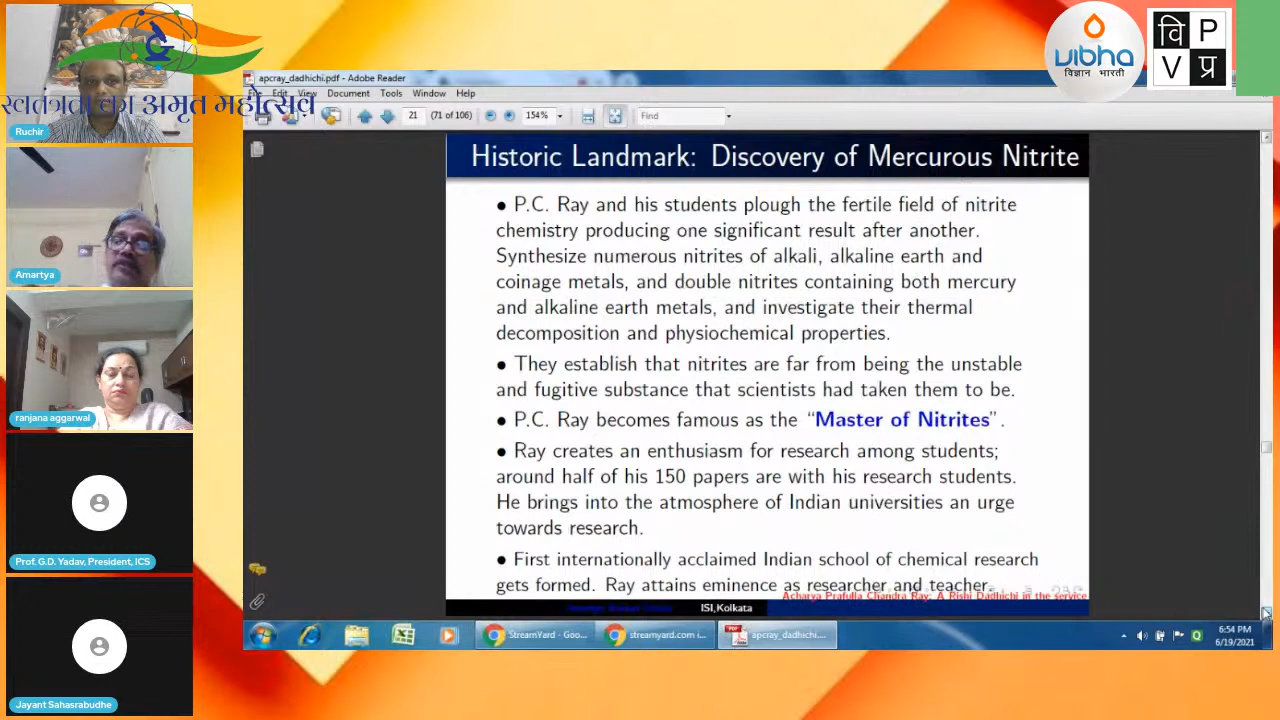 स्वतंत्रता का अमृत महोत्सव
Ruchir
Amartya
ranjana aggarwal
Prof. G.D. Yadav, President, ICS
Jayant Sahasrabudhe
vibha
विज्ञान भारती
वि P
V प्र
apcray_dadhichi.pdf - Adobe Reader
Edit View Document Tools Window Help
21 (71 of 106) 154% Find
Historic Landmark: Discovery of Mercurous Nitrite
• P.C. Ray and his students plough the fertile field of nitrite
chemistry producing one significant result after another.
Synthesize numerous nitrites of alkali, alkaline earth and
coinage metals, and double nitrites containing both mercury
and alkaline earth metals, and investigate their thermal
decomposition and physiochemical properties.
• They establish that nitrites are far from being the unstable
and fugitive substance that scientists had taken them to be.
• P.C. Ray becomes famous as the “Master of Nitrites”.
• Ray creates an enthusiasm for research among students;
around half of his 150 papers are with his research students.
He brings into the atmosphere of Indian universities an urge
towards research.
• First internationally acclaimed Indian school of chemical research
gets formed. Ray attains eminence as researcher and teacher.
Acharya Prafulla Chandra Ray: A Rishi Dadhichi in the service
ISI,Kolkata
StreamYard - Goo...
streamyard.com i...
apcray_dadhichi....
6:54 PM
6/19/2021